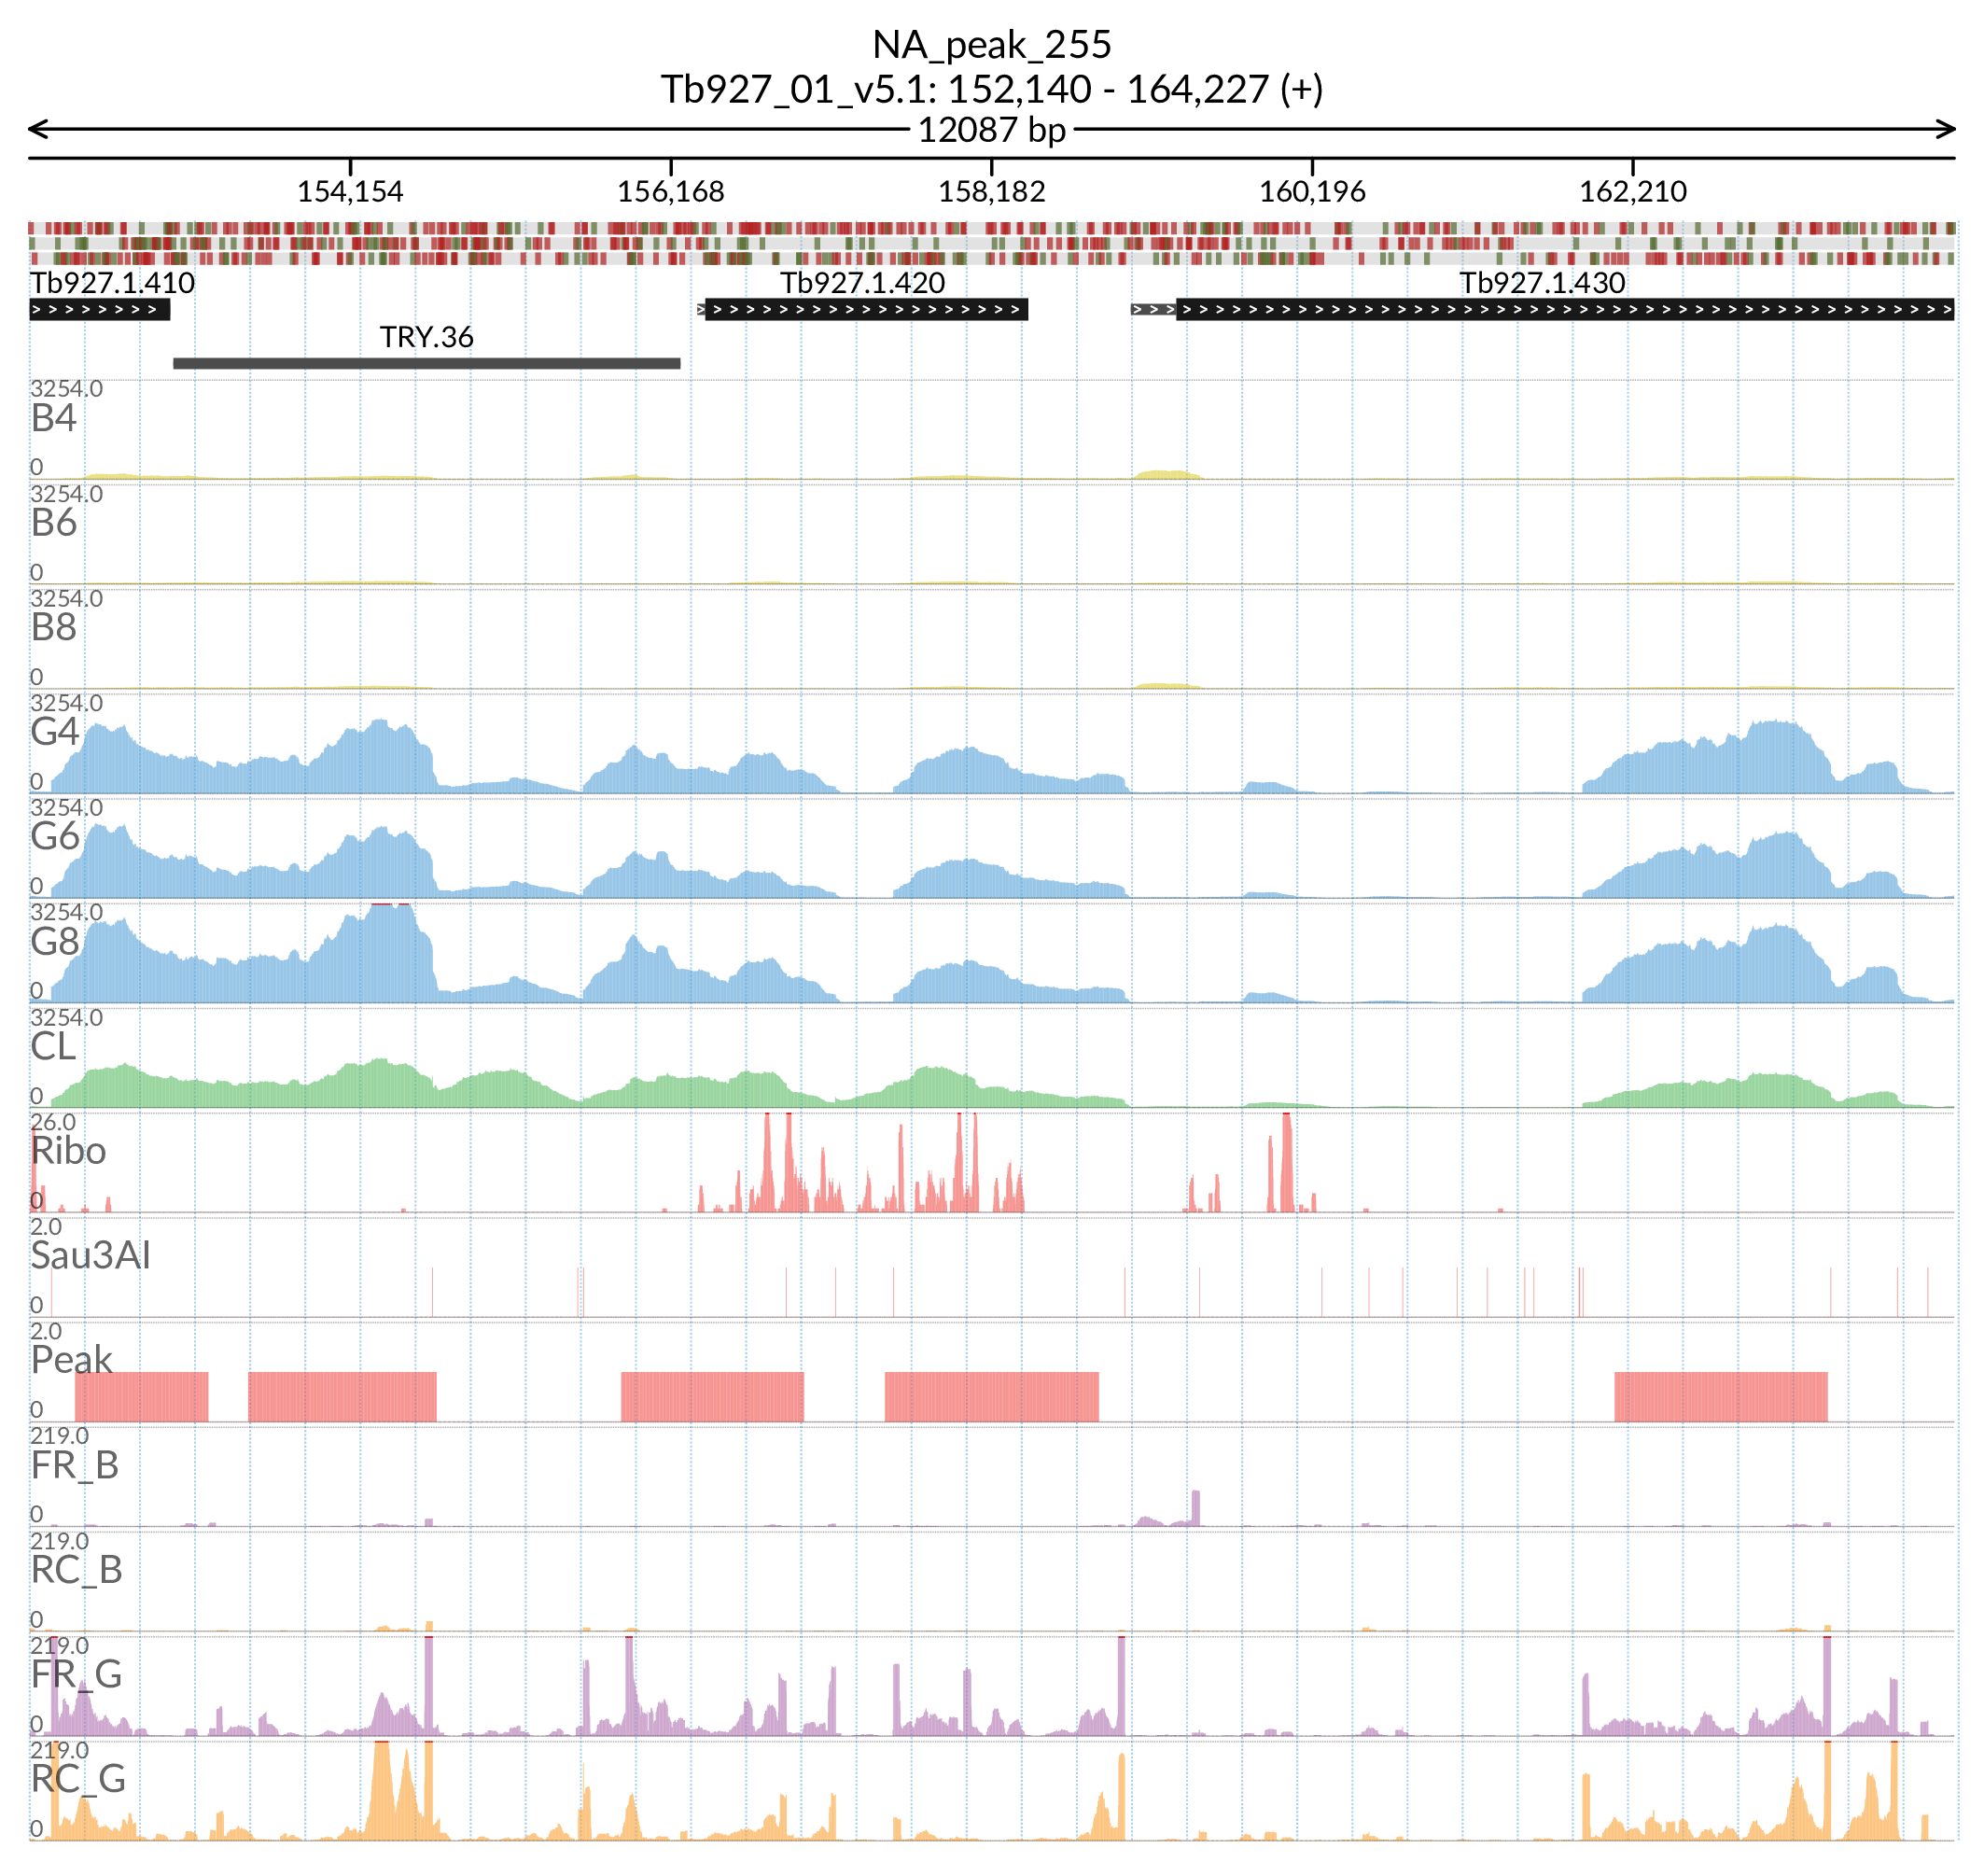 NA_peak_255
Tb927_01_v5.1: 152,140 - 164,227 (+)
12087 bp
154,154 156,168 158,182 160,196 162,210
Tb927.1.410 Tb927.1.420 Tb927.1.430
TRY.36
3254.0
B4
0
3254.0
B6
0
3254.0
B8
0
3254.0
G4
0
3254.0
G6
0
3254.0
G8
0
3254.0
CL
0
26.0
Ribo
0
2.0
Sau3AI
0
2.0
Peak
0
219.0
FR_B
0
219.0
RC_B
0
219.0
FR_G
0
219.0
RC_G
0